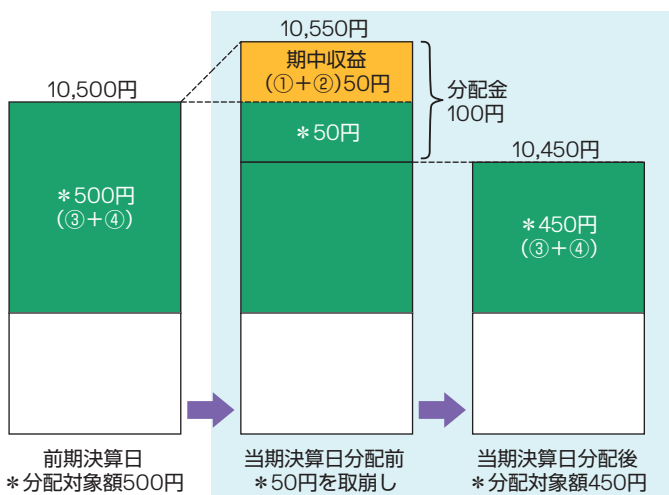 10,500円
*500円
(③+④)
前期決算日
*分配対象額500円
10,550円
期中収益
(①+②)50円
*50円
分配金
100円
当期決算日分配前
*50円を取崩し
10,450円
*450円
(③+④)
当期決算日分配後
*分配対象額450円